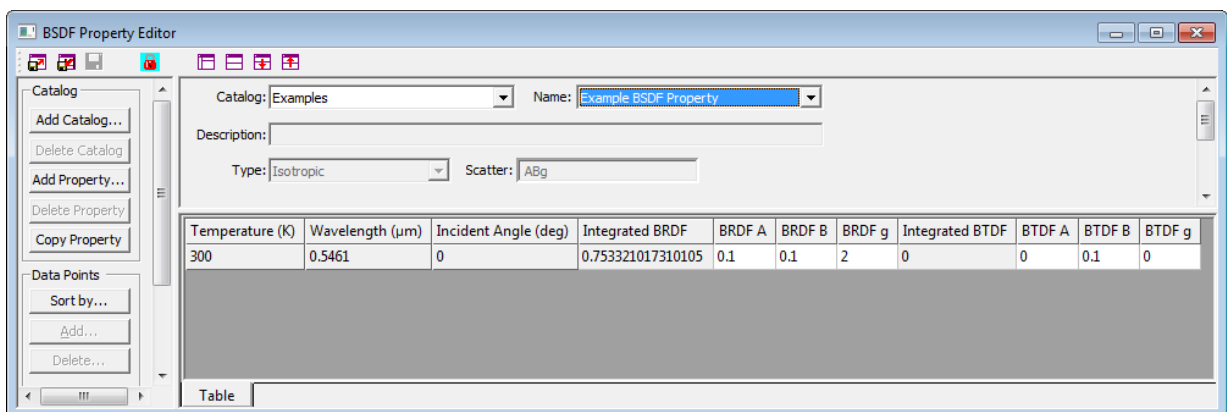 BSDF Property Editor
Catalog
Add Catalog...
Delete Catalog
Add Property...
Delete Property
Copy Property
Data Points
Sort by...
Add...
Delete...
Catalog: Examples Name: Example BSDF Property
Description:
Type: Isotropic Scatter: ABg
Temperature (K) Wavelength (μm) Incident Angle (deg) Integrated BRDF BRDF A BRDF B BRDF g Integrated BTDF BTDF A BTDF B BTDF g
300 0.5461 0 0.753321017310105 0.1 0.1 2 0 0 0.1 0
Table